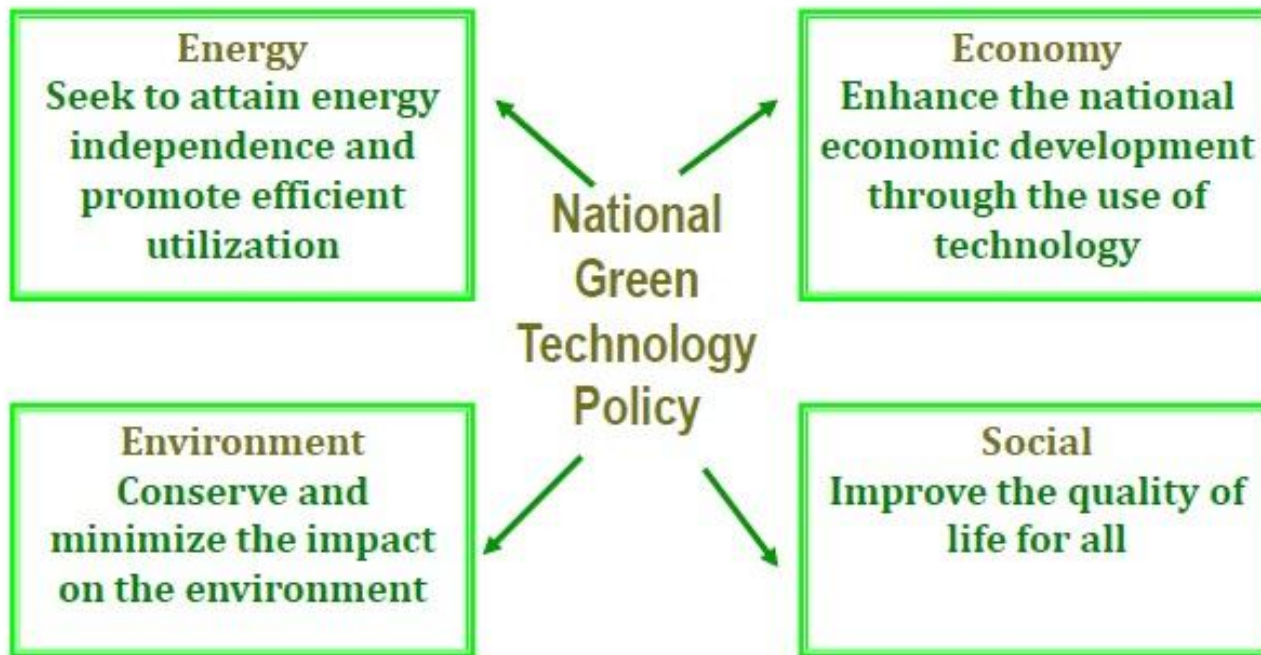 Energy
Seek to attain energy
independence and
promote efficient
utilization
Economy
Enhance the national
economic development
through the use of
technology
National
Green
Technology
Policy
Environment
Conserve and
minimize the impact
on the environment
Social
Improve the quality of
life for all